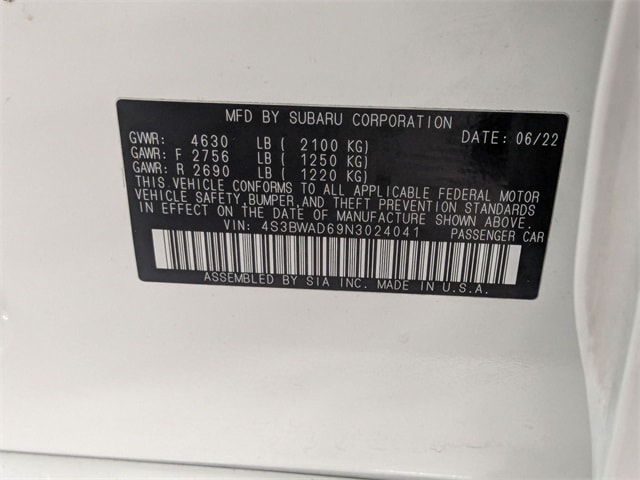 MFD BY SUBARU CORPORATION
DATE: 06/22
GVWR: 4630 LB ( 2100 KG)
GAWR: F 2756 LB ( 1250 KG)
GAWR: R 2690 LB ( 1220 KG)
THIS VEHICLE CONFORMS TO ALL APPLICABLE FEDERAL MOTOR
VEHICLE SAFETY,BUMPER,AND THEFT PREVENTION STANDARDS
IN EFFECT ON THE DATE OF MANUFACTURE SHOWN ABOVE.
VIN: 4S3BWAD69N3024041 PASSENGER CAR
ASSEMBLED BY SIA INC. MADE IN U.S.A.